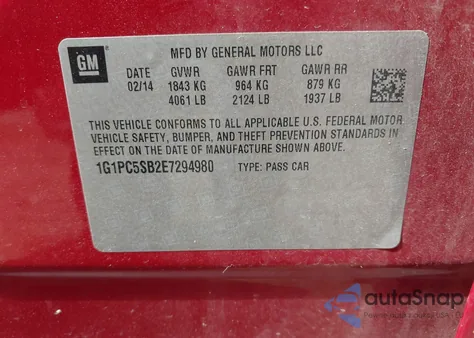 GM
MFD BY GENERAL MOTORS LLC
DATE GVWR GAWR FRT GAWR RR
02/14 1843 KG 964 KG 879 KG
4061 LB 2124 LB 1937 LB
THIS VEHICLE CONFORMS TO ALL APPLICABLE U.S. FEDERAL MOTOR
VEHICLE SAFETY, BUMPER, AND THEFT PREVENTION STANDARDS IN
EFFECT ON THE DATE OF MANUFACTURE SHOWN ABOVE.
1G1PC5SB2E7294980 TYPE: PASS CAR
autaSnap